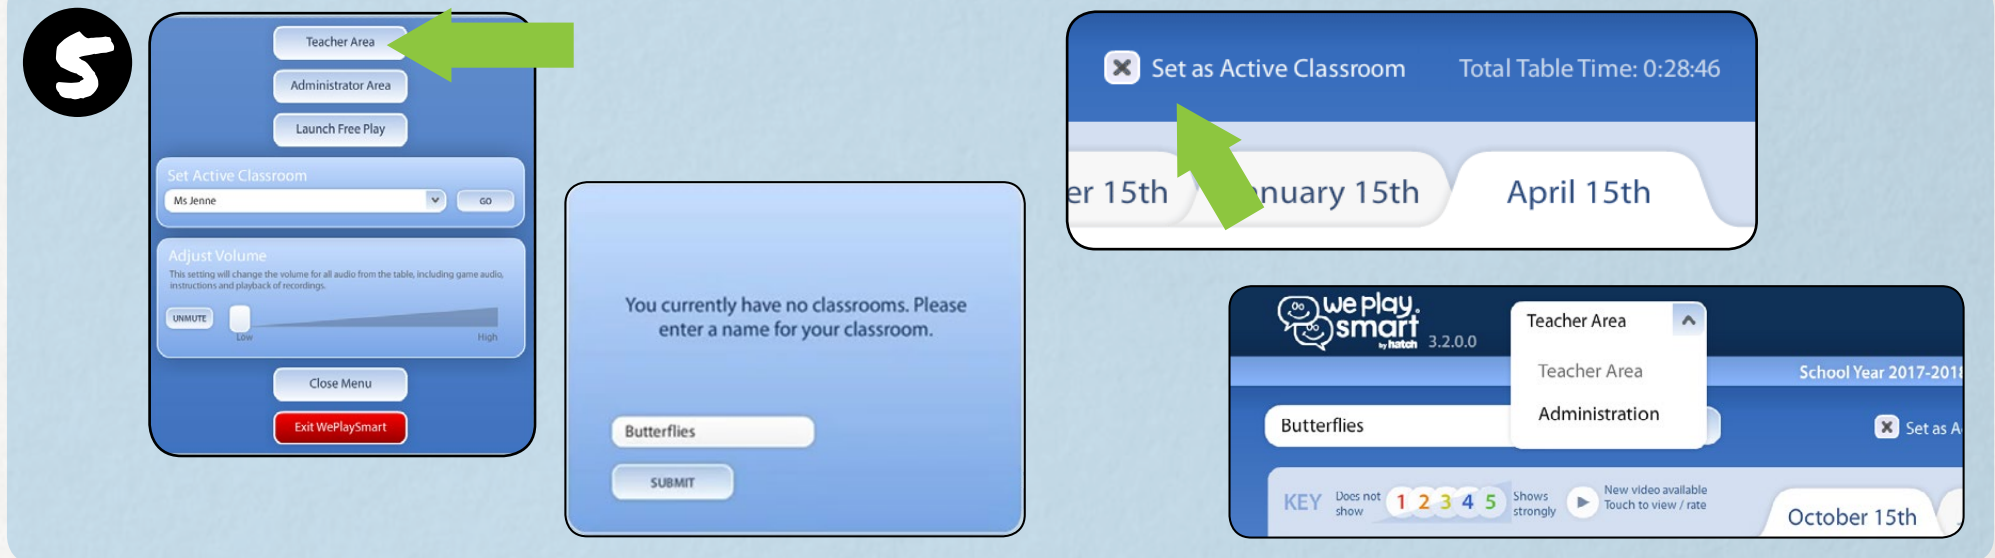 5
Teacher Area
Administrator Area
Launch Free Play
Set Active Classroom
Ms Jenne
GO
Adjust Volume
This setting will change the volume for all audio from the table, including game audio,
instructions and playback of recordings.
UNMUTE
Low
High
Close Menu
Exit WePlaySmart
You currently have no classrooms. Please
enter a name for your classroom.
Butterflies
SUBMIT
Set as Active Classroom Total Table Time: 0:28:46
er 15th nuary 15th April 15th
we play.
smart
by hatch 3.2.0.0
Teacher Area
Teacher Area
Administration
School Year 2017-2018
Butterflies
Set as A
KEY
Does not
show
1 2 3 4 5
Shows
strongly
New video available
Touch to view / rate
October 15th